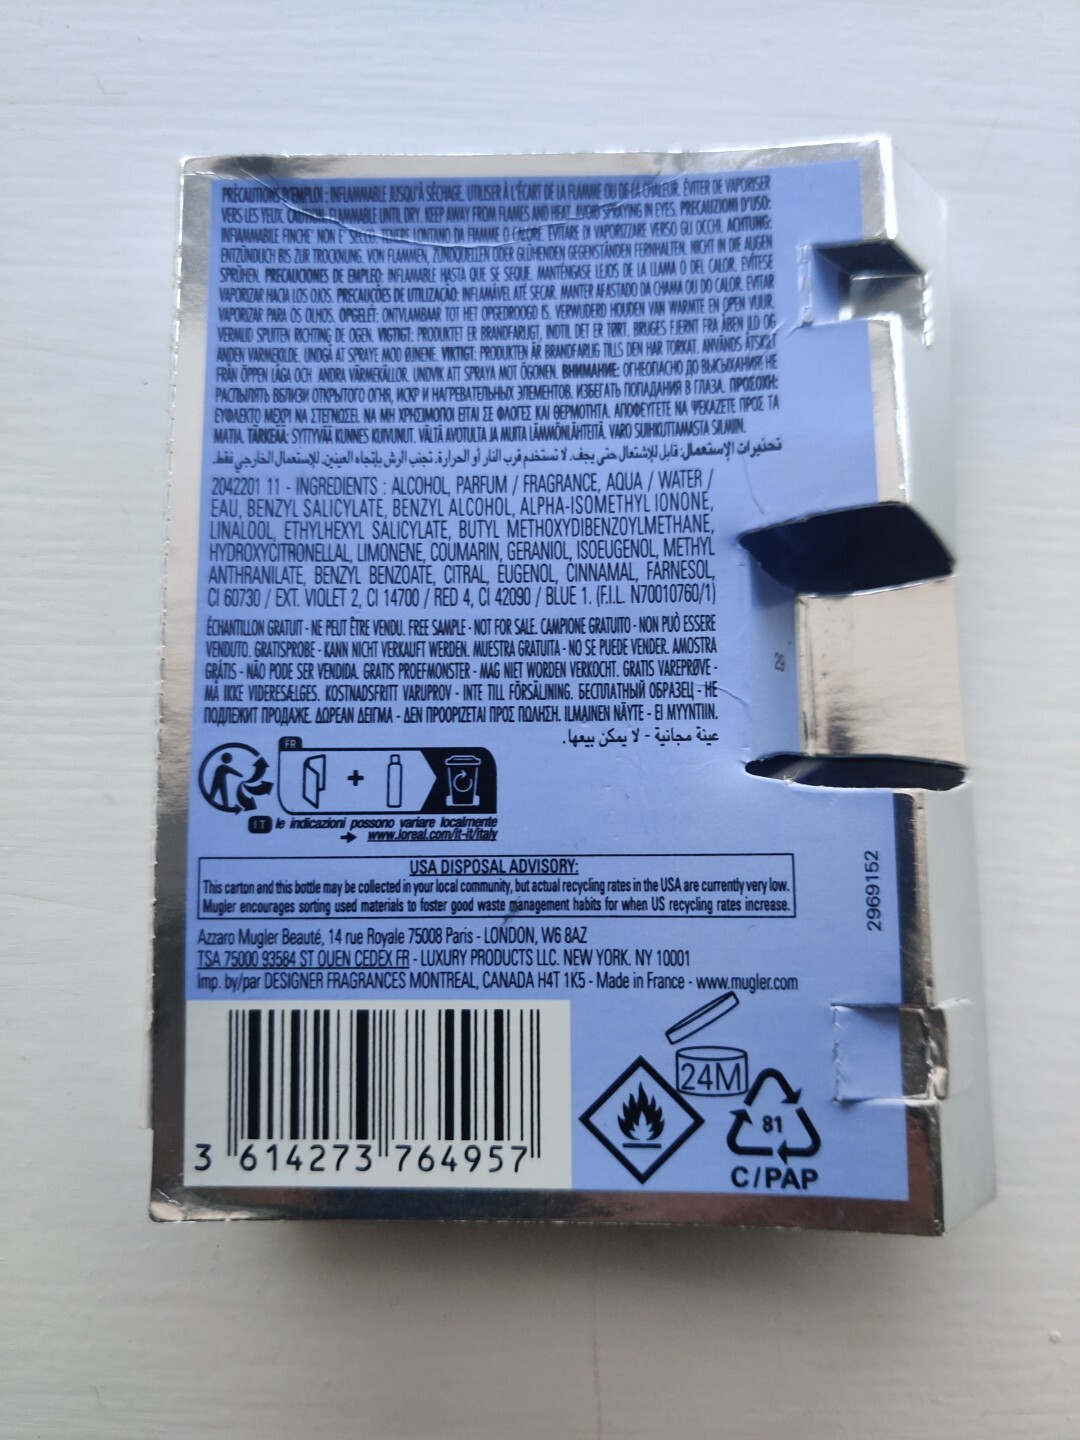 PRÉCAUTIONS D'EMPLOI : INFLAMMABLE JUSQU'À SÉCHAGE. UTILISER À L'ÉCART DE LA FLAMME OU DE LA CHALEUR. ÉVITER DE VAPORISER
VERS LES YEUX. CAUTION: FLAMMABLE UNTIL DRY. KEEP AWAY FROM FLAMES AND HEAT. AVOID SPRAYING IN EYES. PRECAUZIONI D'USO:
INFIAMMABILE FINCHE' NON E' SECCO. TENERE LONTANO DA FIAMME O CALORE. EVITARE DI VAPORIZZARE VERSO GLI OCCHI. ACHTUNG:
ENTZÜNDLICH BIS ZUR TROCKNUNG. VON FLAMMEN, ZÜNDQUELLEN ODER GLÜHENDEN GEGENSTÄNDEN FERNHALTEN. NICHT IN DIE AUGEN
SPRÜHEN. PRECAUCIONES DE EMPLEO: INFLAMABLE HASTA QUE SE SEQUE. MANTÉNGASE LEJOS DE LA LLAMA O DEL CALOR. EVÍTESE
VAPORIZAR HACIA LOS OJOS. PRECAUÇÕES DE UTILIZAÇÃO: INFLAMÁVEL ATÉ SECAR. MANTER AFASTADO DA CHAMA OU DO CALOR. EVITAR
VAPORIZAR PARA OS OLHOS. OPGELET: ONTVLAMBAAR TOT HET OPGEDROOGD IS. VERWIJDERD HOUDEN VAN WARMTE EN OPEN VUUR.
VERMIJD SPUITEN RICHTING DE OGEN. VIGTIGT: PRODUKTET ER BRANDFARLIGT, INDTIL DET ER TØRT. BRUGES FJERNT FRA ÅBEN ILD OG
ANDEN VARMEKILDE. UNDGÅ AT SPRAYE MOD ØJNENE. VIKTIGT: PRODUKTEN ÄR BRANDFARLIG TILLS DEN HAR TORKAT. ANVÄNDS ÅTSKILT
FRÅN ÖPPEN LÅGA OCH ANDRA VÄRMEKÄLLOR. UNDVIK ATT SPRAYA MOT ÖGONEN. ВНИМАНИЕ: ОГНЕОПАСНО ДО ВЫСЫХАНИЯ! НЕ
РАСПЫЛЯТЬ ВБЛИЗИ ОТКРЫТОГО ОГНЯ, ИСКР И НАГРЕВАТЕЛЬНЫХ ЭЛЕМЕНТОВ. ИЗБЕГАТЬ ПОПАДАНИЯ В ГЛАЗА. ΠΡΟΣΟΧΗ:
ΕΥΦΛΕΚΤΟ ΜΕΧΡΙ ΝΑ ΣΤΕΓΝΩΣΕΙ. ΝΑ ΜΗ ΧΡΗΣΙΜΟΠΟΙ ΕΙΤΑΙ ΣΕ ΦΛΟΓΕΣ ΚΑΙ ΘΕΡΜΟΤΗΤΑ. ΑΠΟΦΕΥΓΕΤΕ ΝΑ ΨΕΚΑΖΕΤΕ ΠΡΟΣ ΤΑ
ΜΑΤΙΑ. TÄRKEÄÄ: SYTTYVÄÄ KUNNES KUIVUNUT. VÄLTÄ AVOTULTA JA MUITA LÄMMÖNLÄHTEITÄ. VARO SUIHKUTTAMASTA SILMIIN.
تحذيرات الإستعمال: قابل للإشتعال حتى يجف. لا تستخدم قرب النار أو الحرارة. تجنب الرش بإتجاه العينين. للإستعمال الخارجي فقط.
2042201 11 - INGREDIENTS : ALCOHOL, PARFUM / FRAGRANCE, AQUA / WATER /
EAU, BENZYL SALICYLATE, BENZYL ALCOHOL, ALPHA-ISOMETHYL IONONE,
LINALOOL, ETHYLHEXYL SALICYLATE, BUTYL METHOXYDIBENZOYLMETHANE,
HYDROXYCITRONELLAL, LIMONENE, COUMARIN, GERANIOL, ISOEUGENOL, METHYL
ANTHRANILATE, BENZYL BENZOATE, CITRAL, EUGENOL, CINNAMAL, FARNESOL,
CI 60730 / EXT. VIOLET 2, CI 14700 / RED 4, CI 42090 / BLUE 1. (F.I.L. N70010760/1)
ÉCHANTILLON GRATUIT - NE PEUT ÊTRE VENDU. FREE SAMPLE - NOT FOR SALE. CAMPIONE GRATUITO - NON PUÒ ESSERE
VENDUTO. GRATISPROBE - KANN NICHT VERKAUFT WERDEN. MUESTRA GRATUITA - NO SE PUEDE VENDER. AMOSTRA
GRÁTIS - NÃO PODE SER VENDIDA. GRATIS PROEFMONSTER - MAG NIET WORDEN VERKOCHT. GRATIS VAREPRØVE -
MÅ IKKE VIDERESÆLGES. KOSTNADSFRITT VARUPROV - INTE TILL FÖRSÄLJNING. БЕСПЛАТНЫЙ ОБРАЗЕЦ - НЕ
ПОДЛЕЖИТ ПРОДАЖЕ. ΔΩΡΕΑΝ ΔΕΙΓΜΑ - ΔΕΝ ΠΡΟΟΡΙΖΕΤΑΙ ΠΡΟΣ ΠΩΛΗΣΗ. ILMAINEN NÄYTE - EI MYYNTIIN.
عينة مجانية - لا يمكن بيعها.
29
FR
+
IT le indicazioni possono variare localmente
www.loreal.com/it-it/italy
USA DISPOSAL ADVISORY:
This carton and this bottle may be collected in your local community, but actual recycling rates in the USA are currently very low.
Mugler encourages sorting used materials to foster good waste management habits for when US recycling rates increase.
2969152
Azzaro Mugler Beauté, 14 rue Royale 75008 Paris - LONDON, W6 8AZ
TSA 75000 93584 ST OUEN CEDEX FR - LUXURY PRODUCTS LLC. NEW YORK. NY 10001
Imp. by/par DESIGNER FRAGRANCES MONTREAL, CANADA H4T 1K5 - Made in France - www.mugler.com
3 614273 764957
24M
81
C/PAP